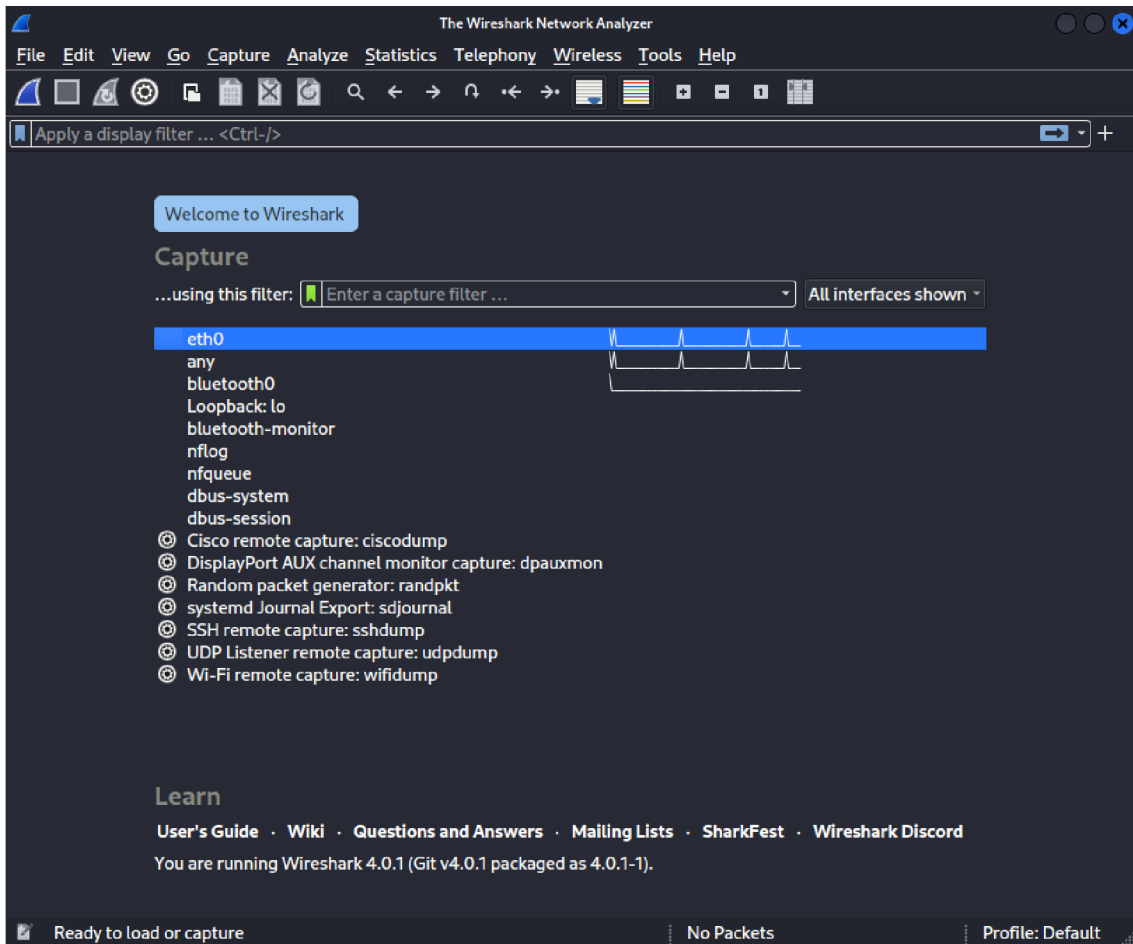 The Wireshark Network Analyzer
File Edit View Go Capture Analyze Statistics Telephony Wireless Tools Help
Apply a display filter ... <Ctrl-/>
Welcome to Wireshark
Capture
...using this filter: Enter a capture filter ... All interfaces shown
eth0
any
bluetooth0
Loopback: lo
bluetooth-monitor
nflog
nfqueue
dbus-system
dbus-session
Cisco remote capture: ciscodump
DisplayPort AUX channel monitor capture: dpauxmon
Random packet generator: randpkt
systemd Journal Export: sdjournal
SSH remote capture: sshdump
UDP Listener remote capture: udpdump
Wi-Fi remote capture: wifidump
Learn
User's Guide · Wiki · Questions and Answers · Mailing Lists · SharkFest · Wireshark Discord
You are running Wireshark 4.0.1 (Git v4.0.1 packaged as 4.0.1-1).
Ready to load or capture No Packets Profile: Default